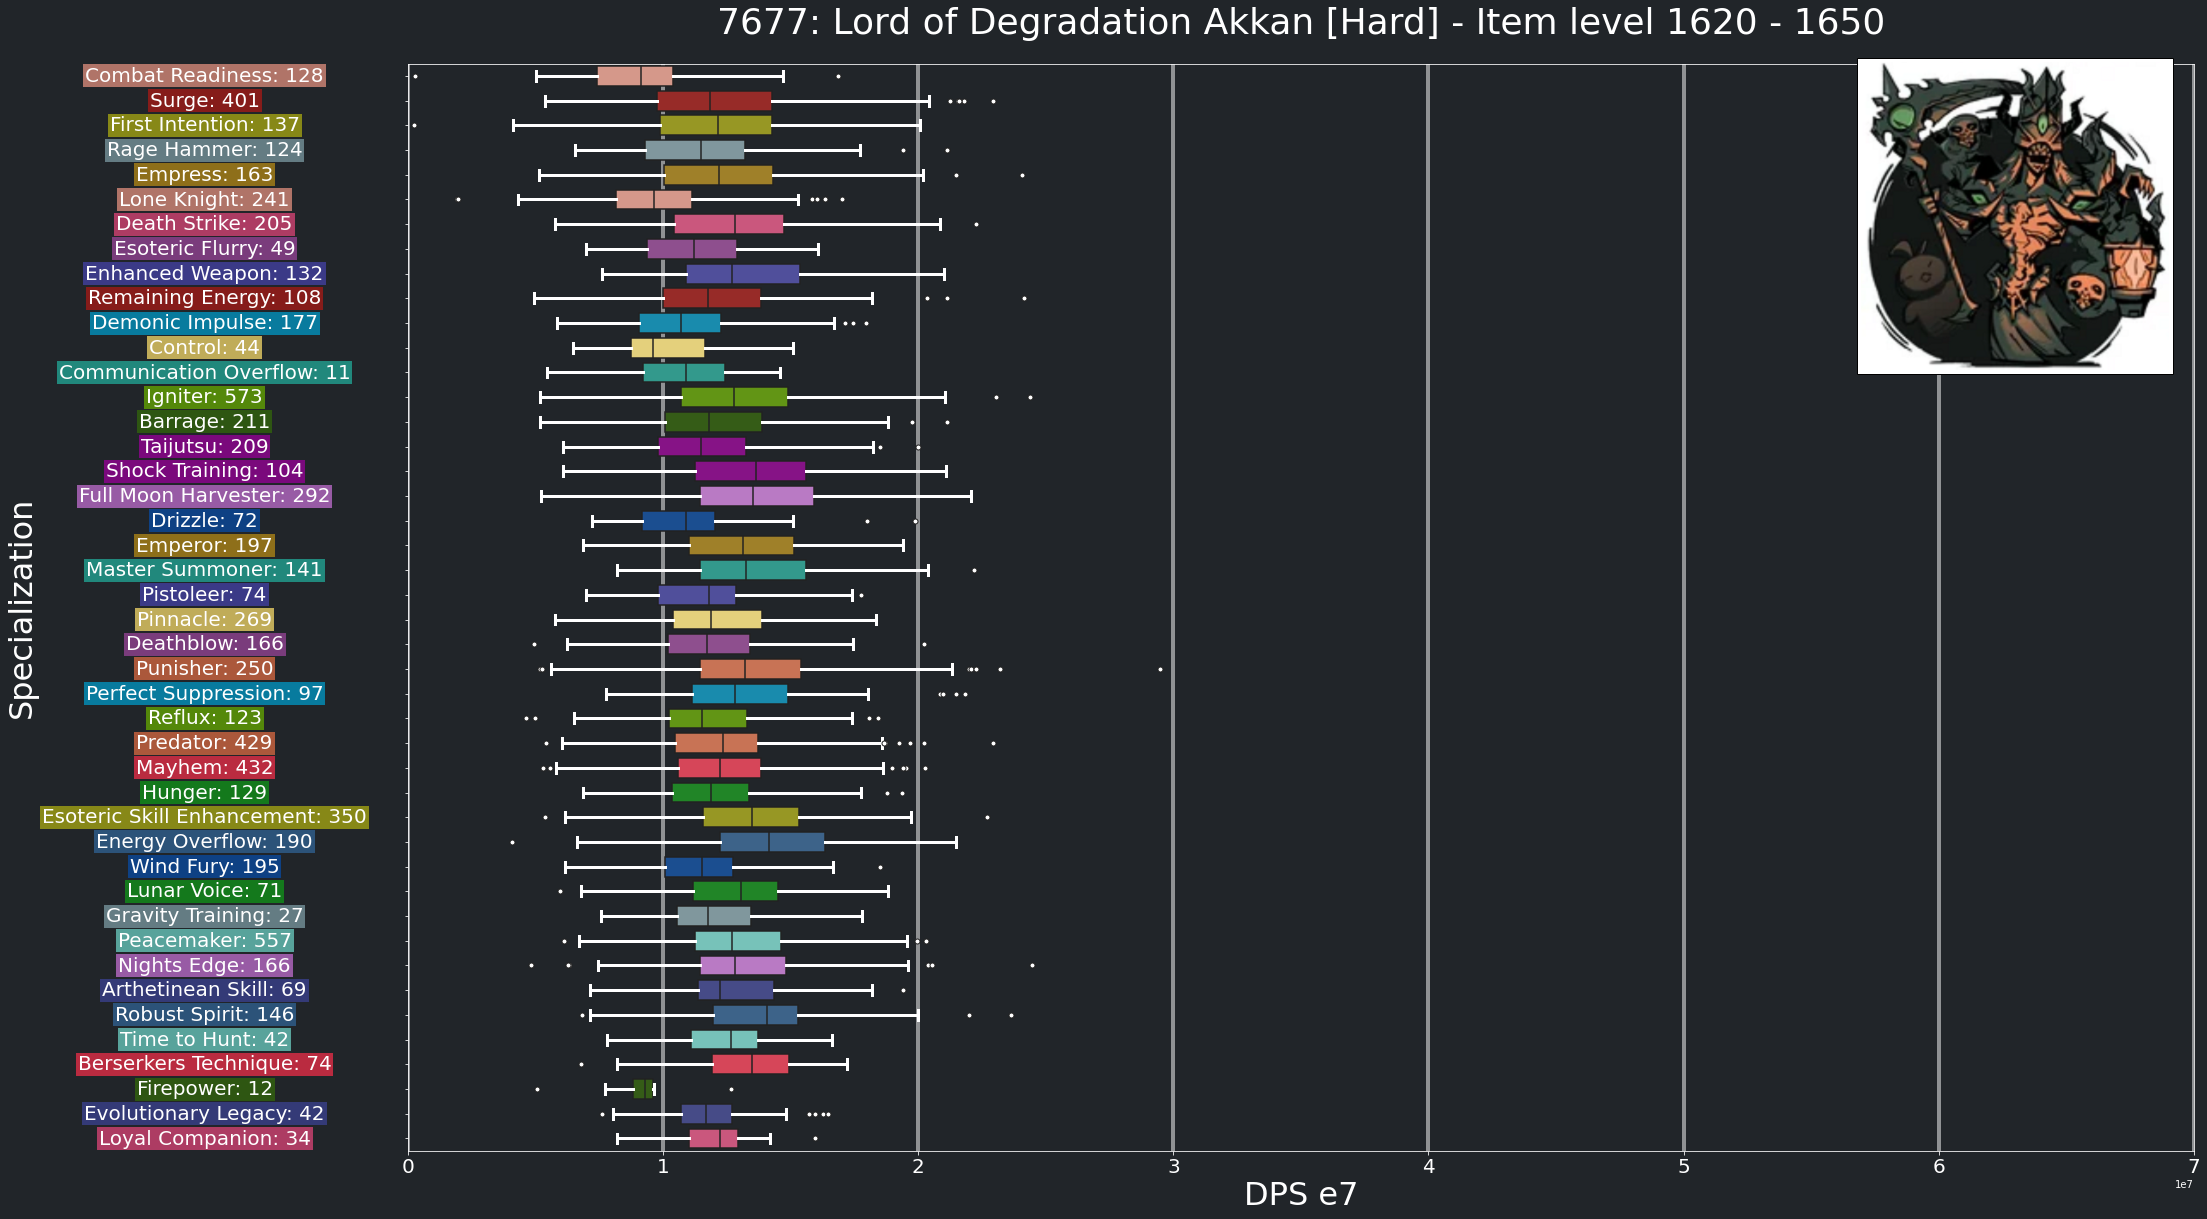 7677: Lord of Degradation Akkan [Hard] - Item level 1620 - 1650
Specialization
Combat Readiness: 128
Surge: 401
First Intention: 137
Rage Hammer: 124
Empress: 163
Lone Knight: 241
Death Strike: 205
Esoteric Flurry: 49
Enhanced Weapon: 132
Remaining Energy: 108
Demonic Impulse: 177
Control: 44
Communication Overflow: 11
Igniter: 573
Barrage: 211
Taijutsu: 209
Shock Training: 104
Full Moon Harvester: 292
Drizzle: 72
Emperor: 197
Master Summoner: 141
Pistoleer: 74
Pinnacle: 269
Deathblow: 166
Punisher: 250
Perfect Suppression: 97
Reflux: 123
Predator: 429
Mayhem: 432
Hunger: 129
Esoteric Skill Enhancement: 350
Energy Overflow: 190
Wind Fury: 195
Lunar Voice: 71
Gravity Training: 27
Peacemaker: 557
Nights Edge: 166
Arthetinean Skill: 69
Robust Spirit: 146
Time to Hunt: 42
Berserkers Technique: 74
Firepower: 12
Evolutionary Legacy: 42
Loyal Companion: 34
0 1 2 3 4 5 6 7
1e7
DPS e7